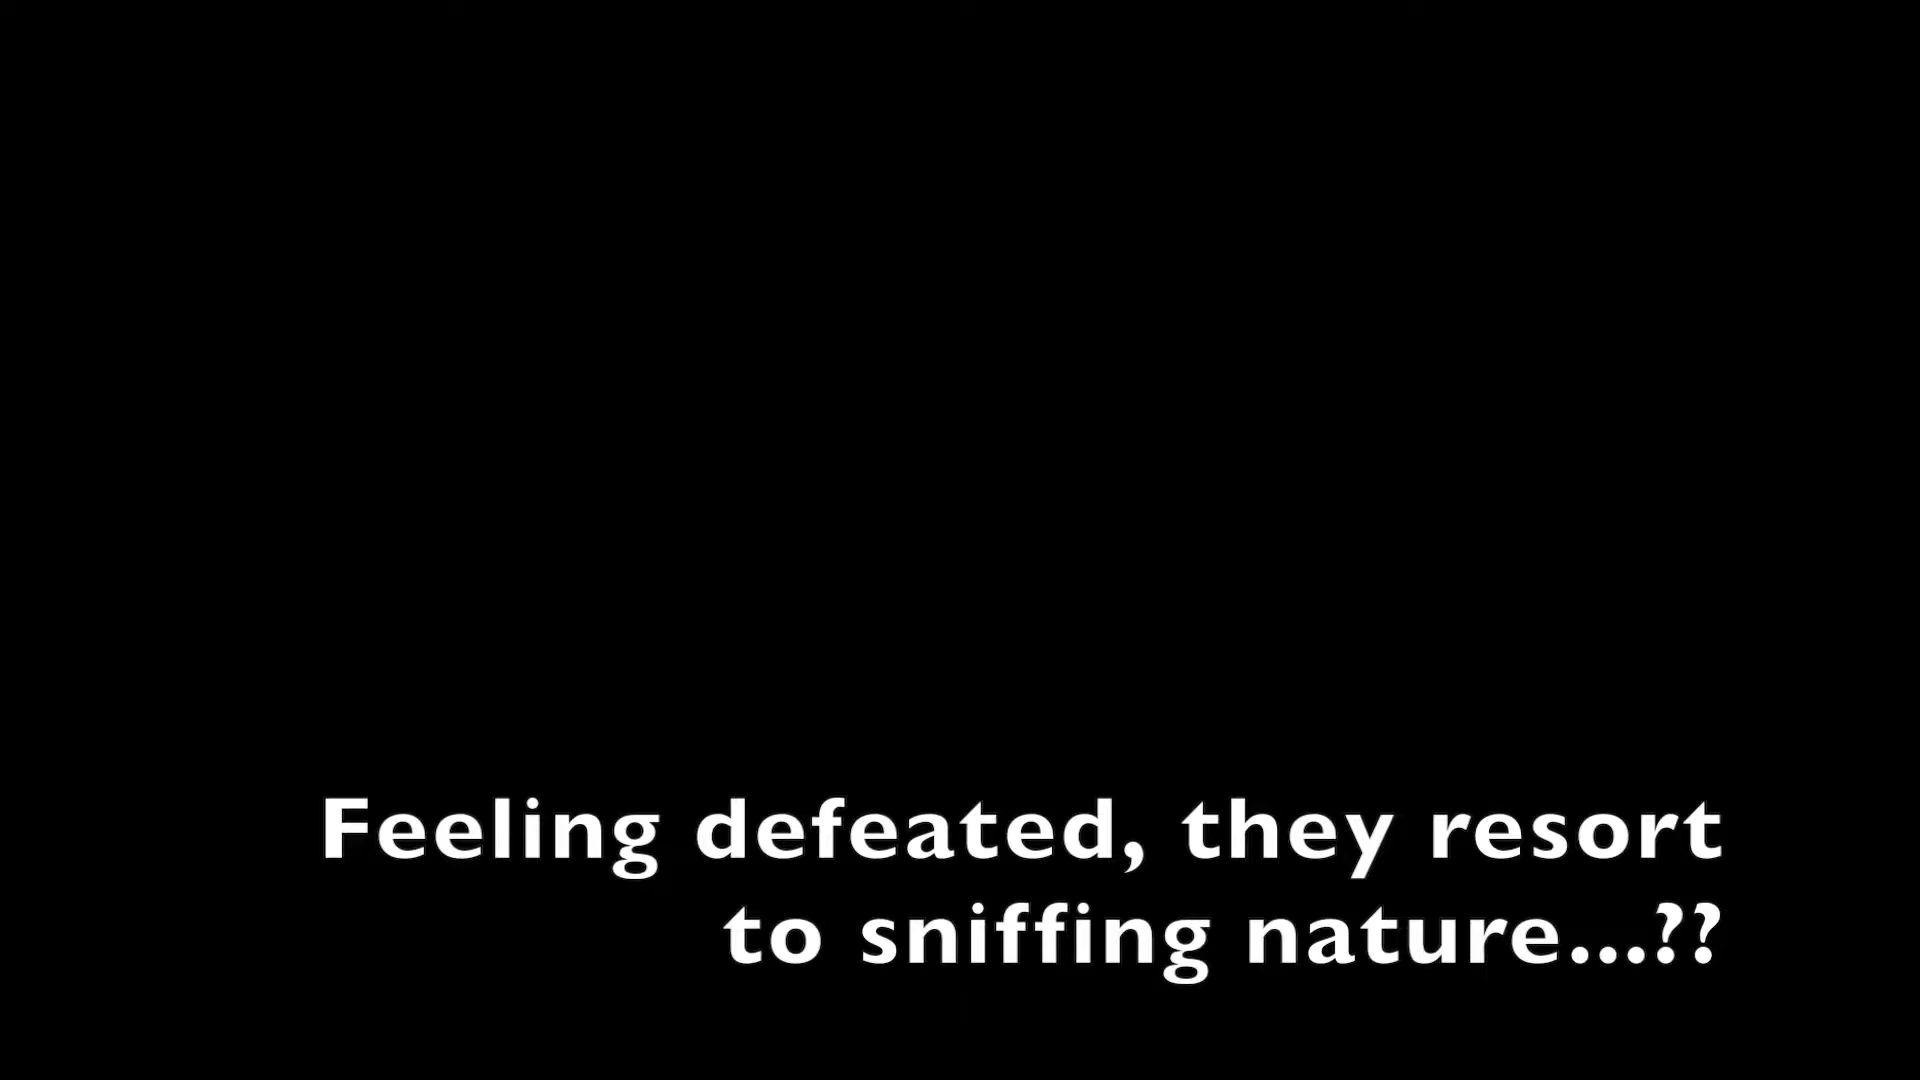 Feeling defeated, they resort
to sniffing nature...??